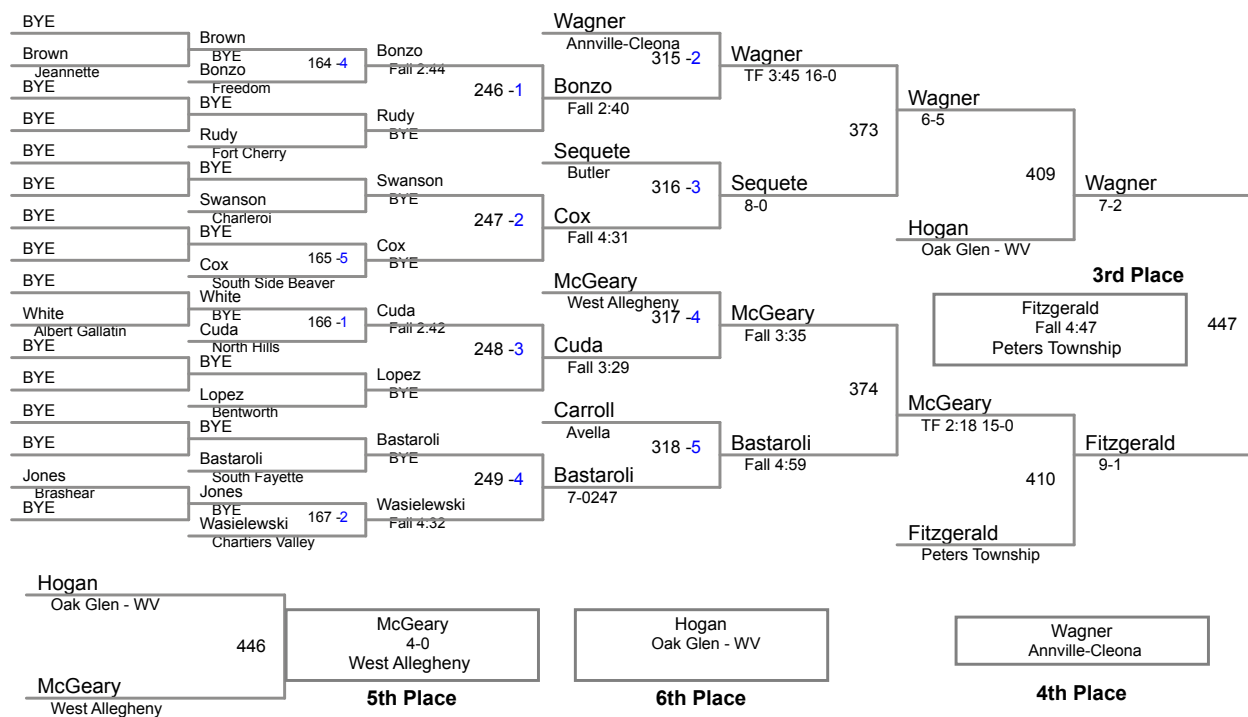 BYE
Brown
Jeannette
BYE
BYE
BYE
BYE
BYE
BYE
BYE
White
Albert Gallatin
BYE
BYE
BYE
BYE
Jones
Brashear
BYE
Brown
BYE
164 -4
Bonzo
Freedom
BYE
Rudy
Fort Cherry
BYE
Swanson
Charleroi
BYE
165 -5
Cox
South Side Beaver
White
BYE
166 -1
Cuda
North Hills
BYE
Lopez
Bentworth
BYE
Bastaroli
South Fayette
Jones
BYE
167 -2
Wasielewski
Chartiers Valley
Bonzo
Fall 2:44
246 -1
Rudy
BYE
Swanson
BYE
247 -2
Cox
BYE
Cuda
Fall 2:42
248 -3
Lopez
BYE
Bastaroli
BYE
249 -4
Wasielewski
Fall 4:32
Wagner
Annville-Cleona
315 -2
Bonzo
Fall 2:40
Sequete
Butler
316 -3
Cox
Fall 4:31
McGeary
West Allegheny
317 -4
Cuda
Fall 3:29
Carroll
Avella
318 -5
Bastaroli
7-0247
Wagner
TF 3:45 16-0
373
Sequete
8-0
McGeary
Fall 3:35
374
Bastaroli
Fall 4:59
Wagner
6-5
409
Hogan
Oak Glen - WV
McGeary
TF 2:18 15-0
410
Fitzgerald
Peters Township
Wagner
7-2
3rd Place
Fitzgerald
Fall 4:47
Peters Township
447
Fitzgerald
9-1
Hogan
Oak Glen - WV
446
McGeary
West Allegheny
McGeary
4-0
West Allegheny
5th Place
Hogan
Oak Glen - WV
6th Place
Wagner
Annville-Cleona
4th Place